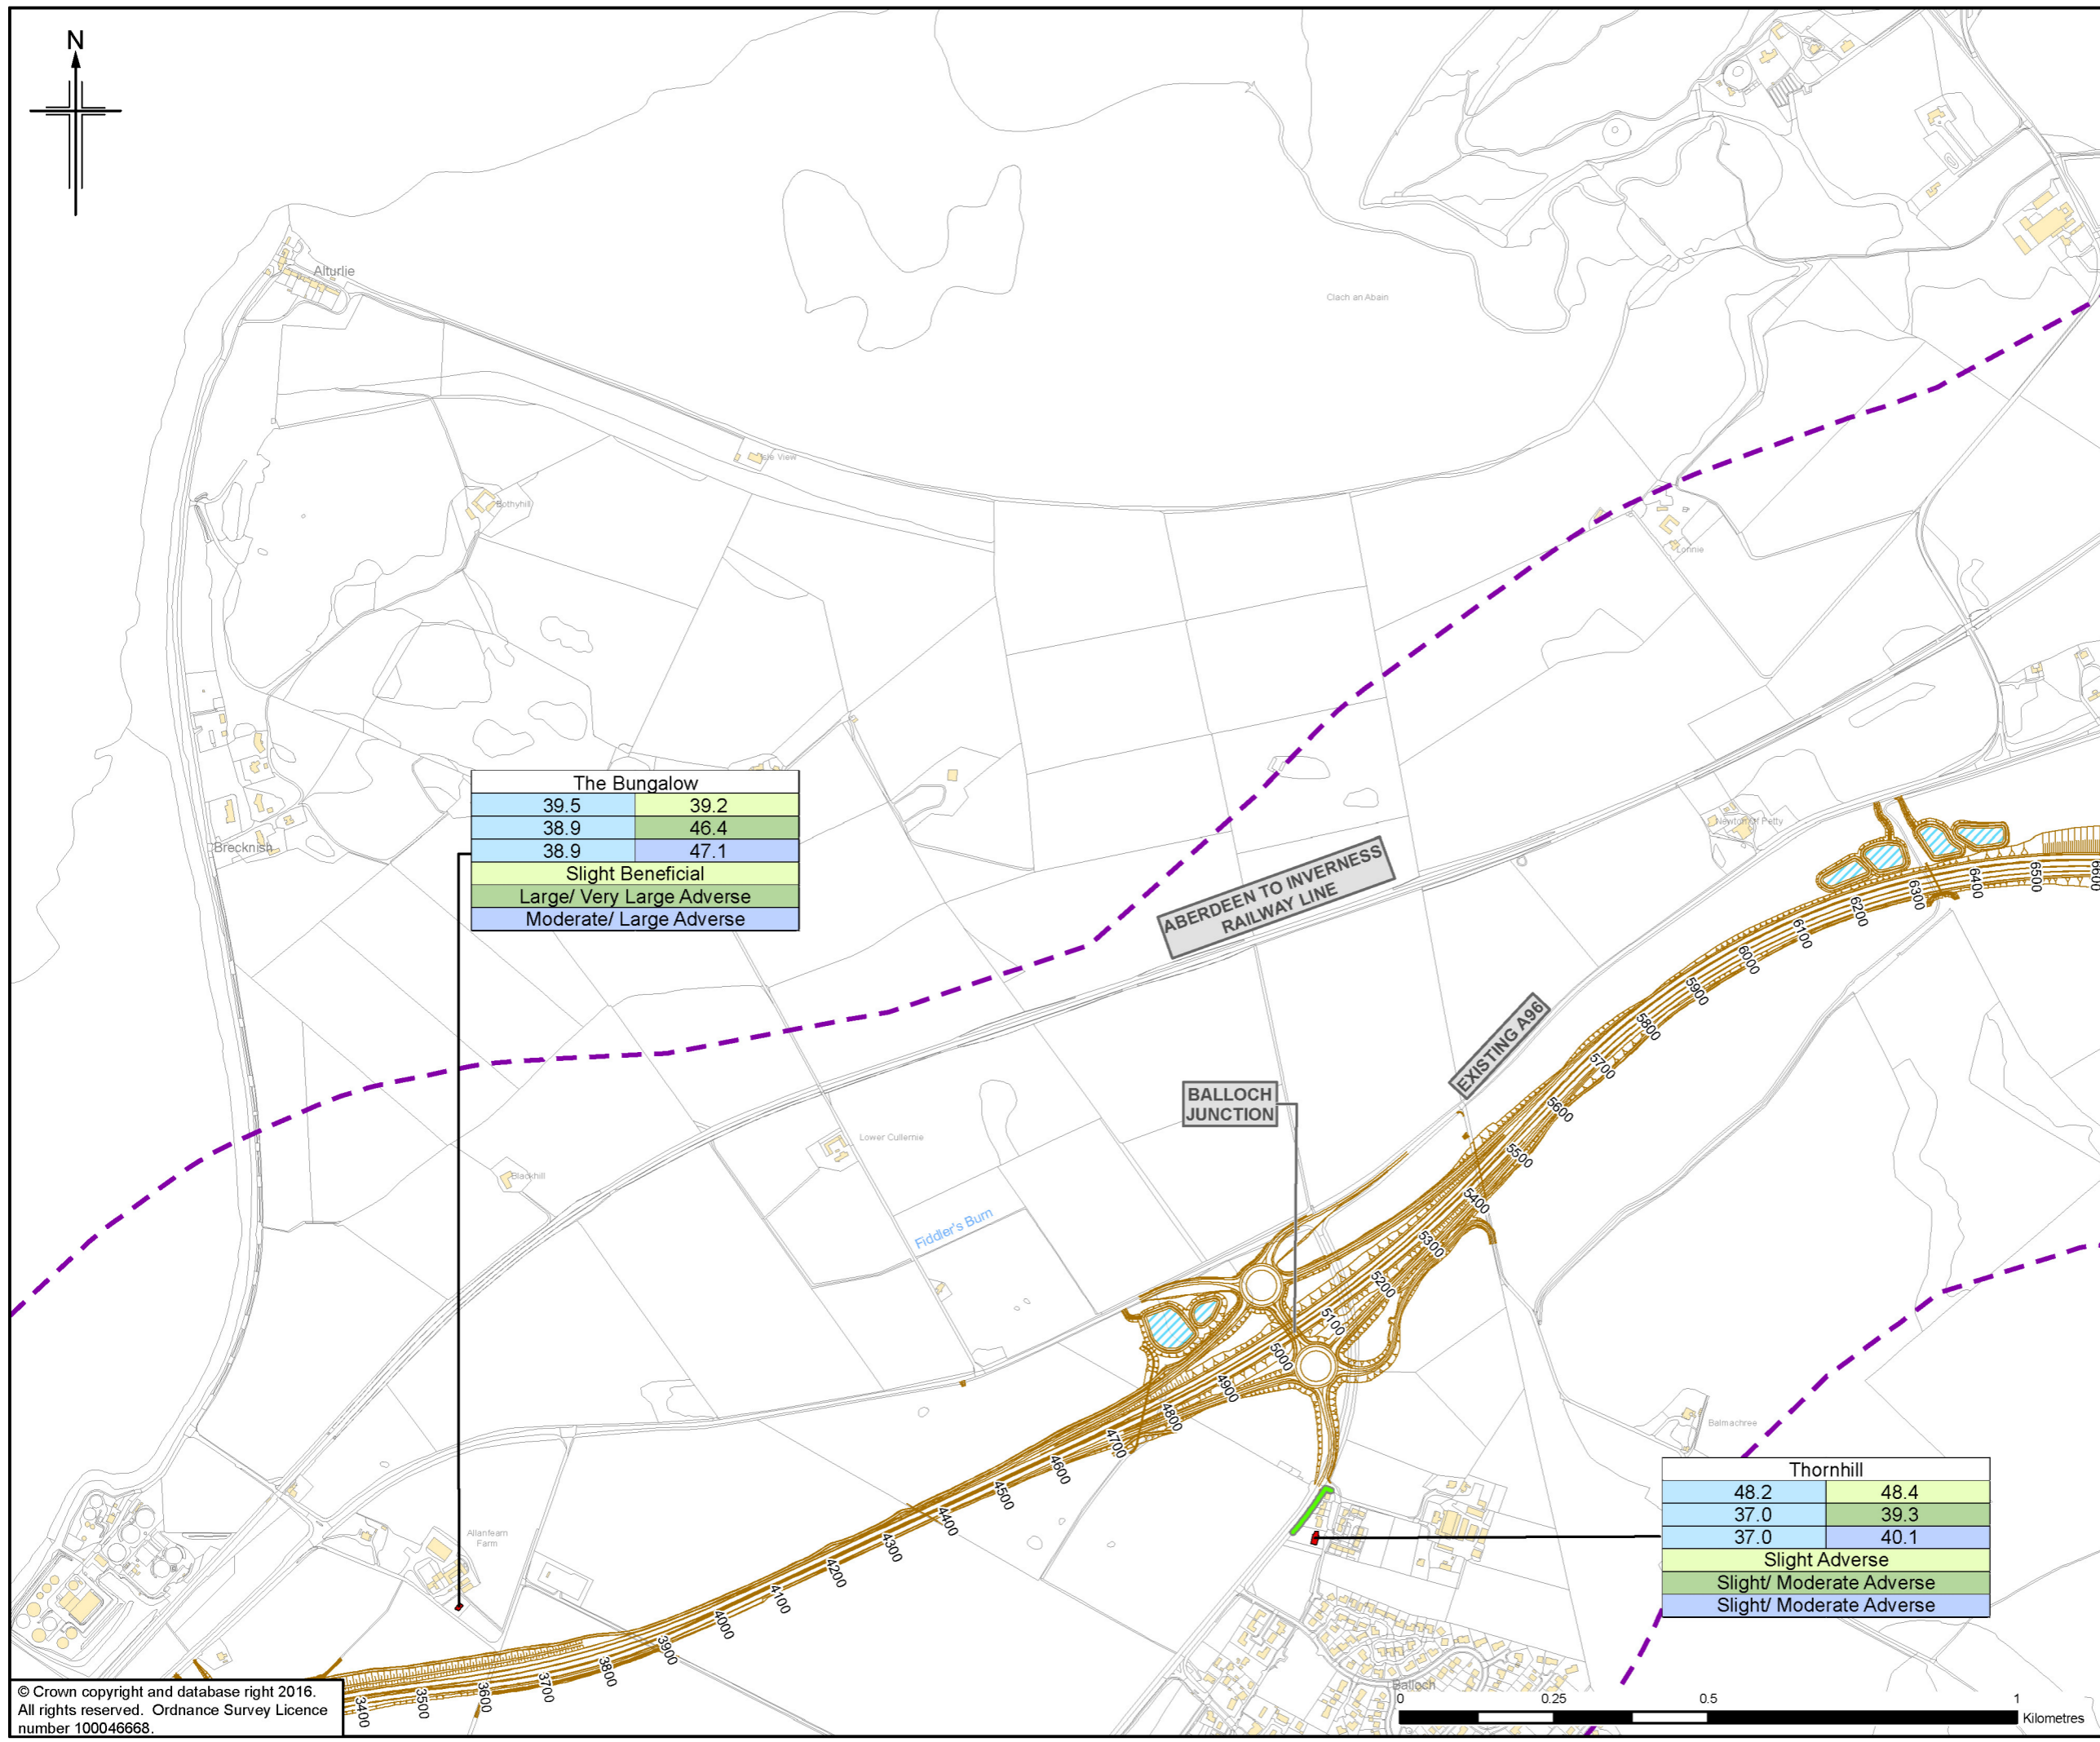 N
Alturlie
Clach an Abain
Isle View
Bothyhill
Lonnie
Brecknish
The Bungalow
39.5 39.2
38.9 46.4
38.9 47.1
Slight Beneficial
Large/ Very Large Adverse
Moderate/ Large Adverse
Newton of Petty
ABERDEEN TO INVERNESS
RAILWAY LINE
EXISTING A96
BALLOCH
JUNCTION
Lower Cullernie
Blackhill
Fiddler's Burn
6600
6500
6400
6300
6200
6100
6000
5900
5800
5700
5600
5500
5400
5300
5200
5100
5000
4900
4800
4700
4600
4500
4400
4300
4200
4100
4000
3900
3800
3700
3600
3500
3400
Balmachree
Allanfearn
Farm
Thornhill
48.2 48.4
37.0 39.3
37.0 40.1
Slight Adverse
Slight/ Moderate Adverse
Slight/ Moderate Adverse
Balloch
0 0.25 0.5 1
Kilometres
© Crown copyright and database right 2016.
All rights reserved. Ordnance Survey Licence
number 100046668.